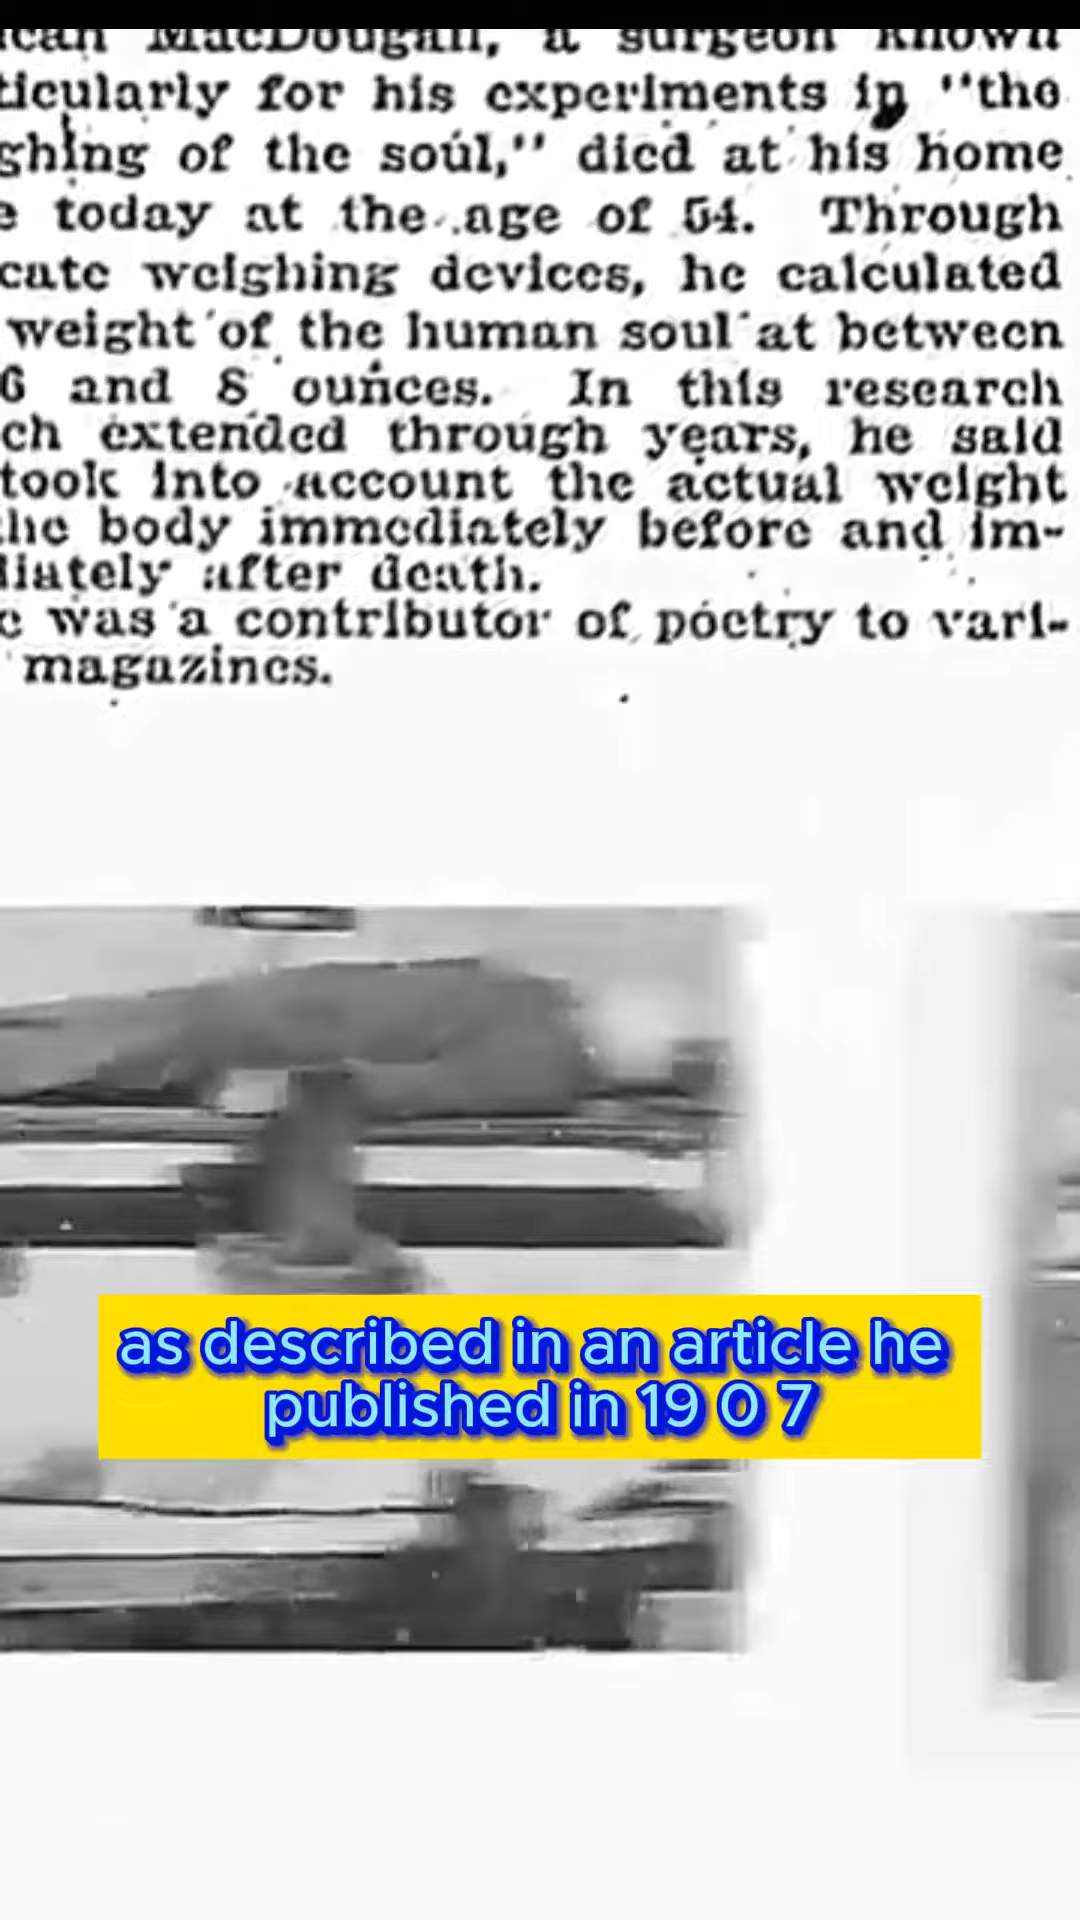 ican MacDougall, a surgeon known
ticularly for his experiments in "the
ghing of the soul," died at his home
e today at the age of 54. Through
cate weighing devices, he calculated
weight of the human soul at between
6 and 8 ounces. In this research
ch extended through years, he said
took into account the actual weight
he body immediately before and im-
diately after death.
e was a contributor of poetry to vari-
magazines.
as described in an article he
published in 19 0 7